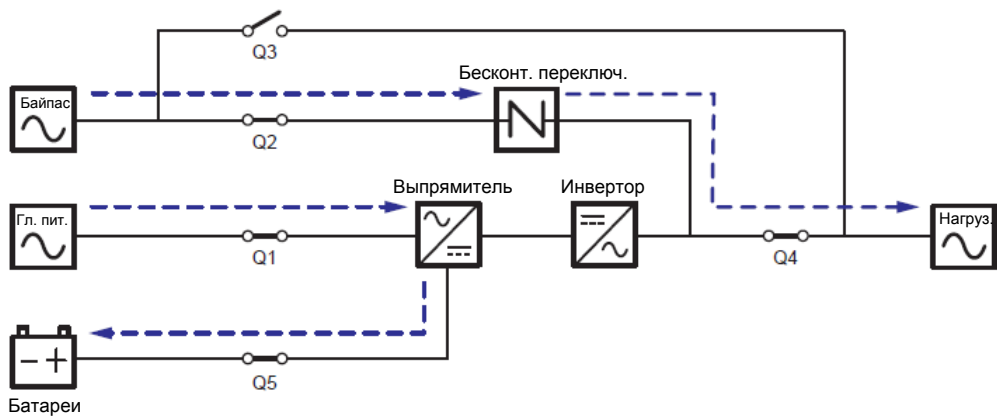 Q3
Бесконт. переключ.
Байпас
Q2
Выпрямитель
Инвертор
Гл. пит.
Нагруз.
Q1
Q4
Q5
Батареи